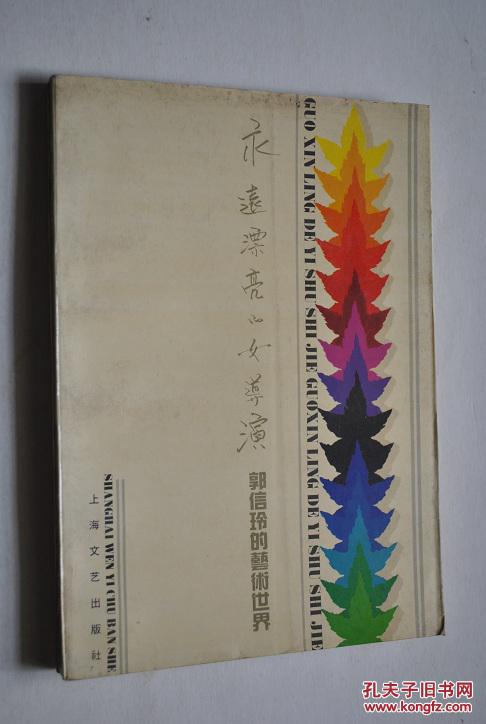 永遠漂亮的女導演
郭信玲的藝術世界
GUO XIN LING DE YI SHU SHI JIE GUO XIN LING DE YI SHU SHI JIE
SHANGHAI WEN YI CHU BAN SHE
上海文艺出版社
孔夫子旧书网
www.kongfz.com